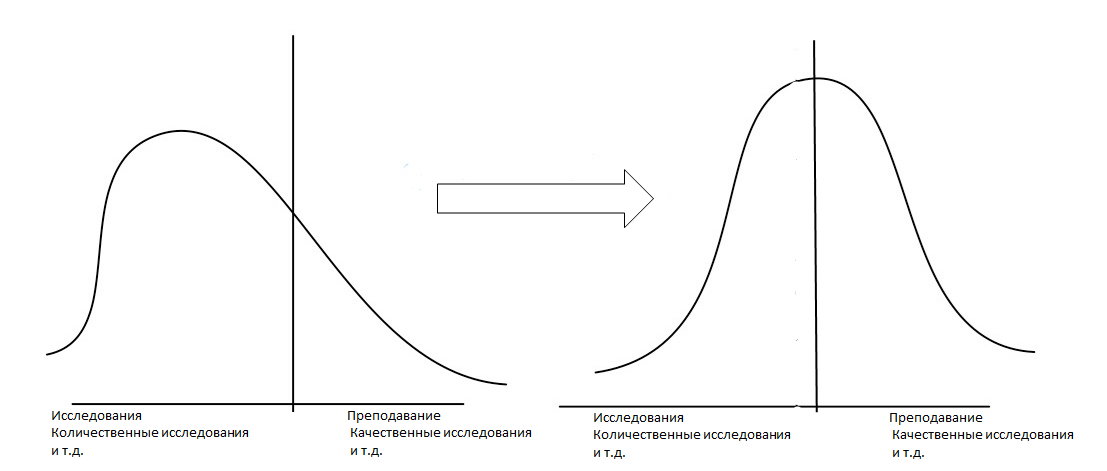 Исследования
Количественные исследования
и т.д.
Преподавание
Качественные исследования
и т.д.
Исследования
Количественные исследования
и т.д.
Преподавание
Качественные исследования
и т.д.